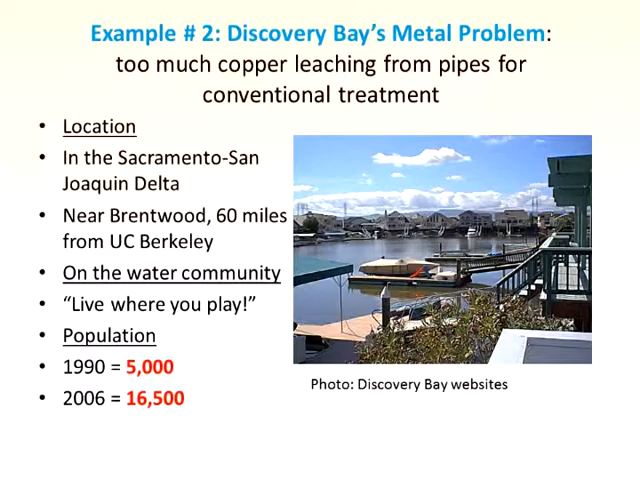 Example # 2: Discovery Bay’s Metal Problem:
too much copper leaching from pipes for
conventional treatment
• Location
• In the Sacramento-San
Joaquin Delta
• Near Brentwood, 60 miles
from UC Berkeley
• On the water community
• “Live where you play!”
• Population
• 1990 = 5,000
• 2006 = 16,500
Photo: Discovery Bay websites